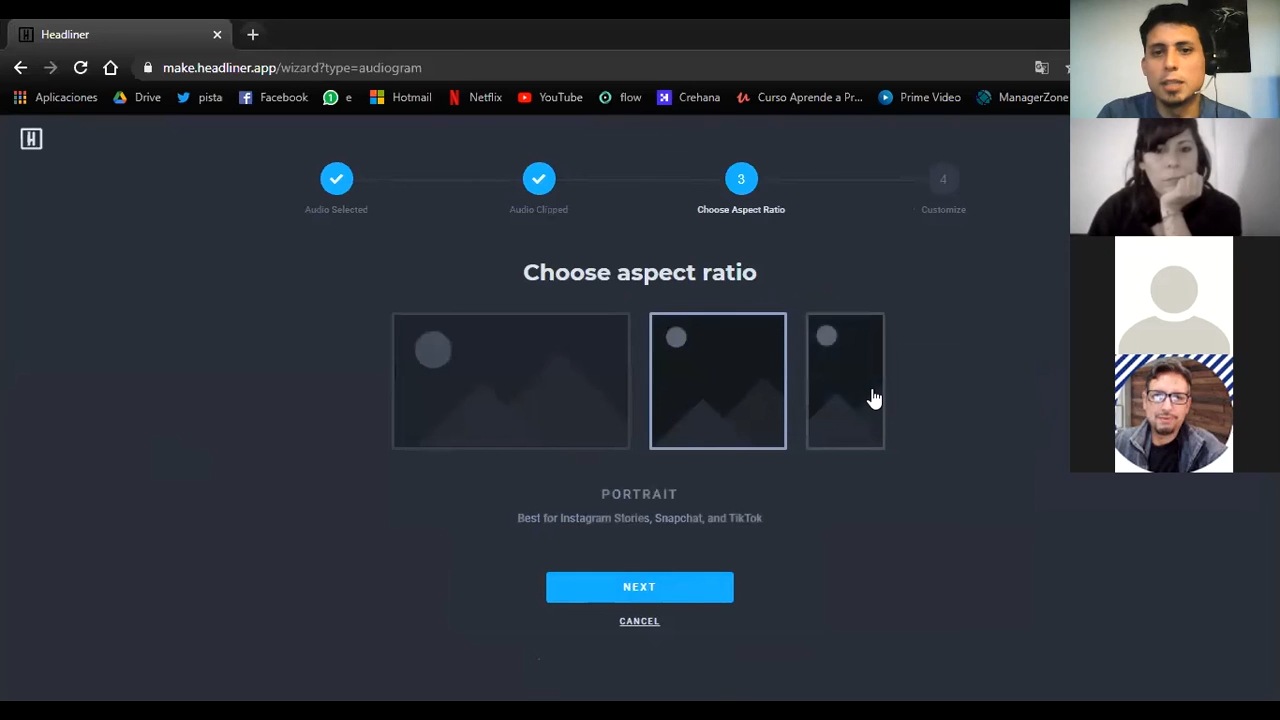 Headliner
make.headliner.app/wizard?type=audiogram
Aplicaciones Drive pista Facebook e Hotmail Netflix YouTube flow Crehana Curso Aprende a Pr... Prime Video ManagerZone
H
3 4
Audio Selected Audio Clipped Choose Aspect Ratio Customize
Choose aspect ratio
PORTRAIT
Best for Instagram Stories, Snapchat, and TikTok
NEXT
CANCEL